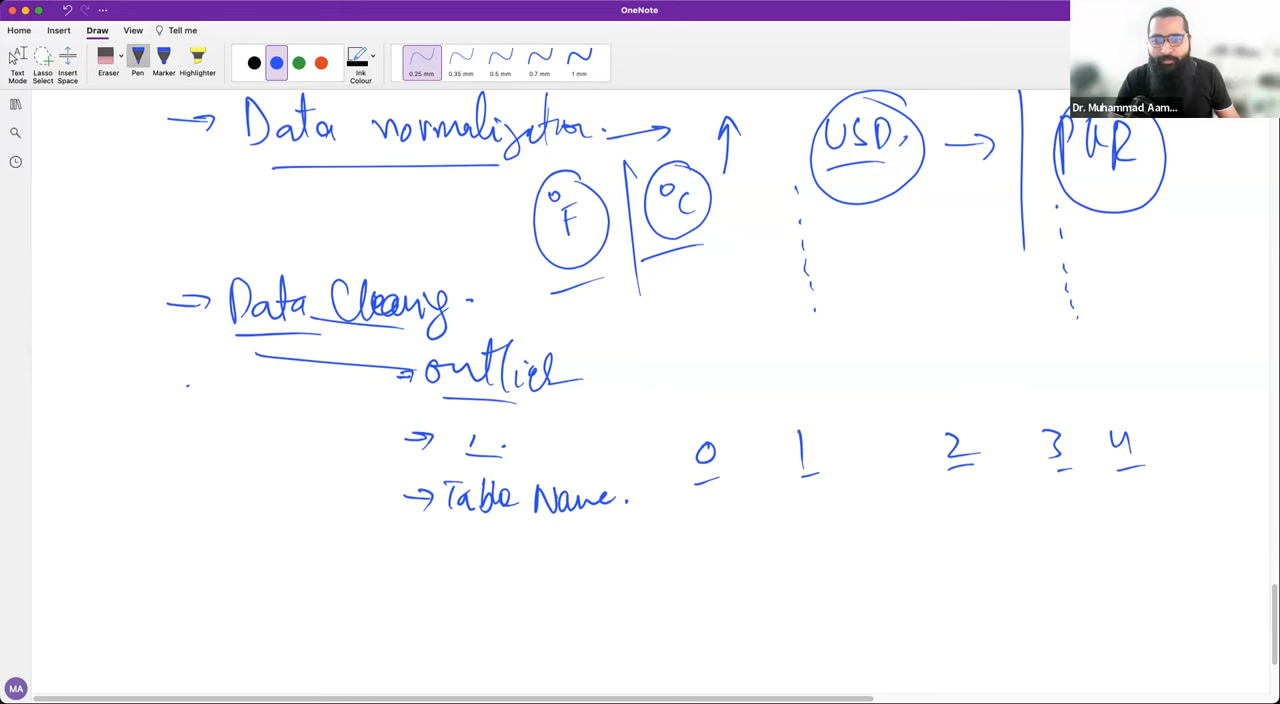 OneNote
Home Insert Draw View Tell me
Text Mode
Lasso Select
Insert Space
Eraser
Pen
Marker
Highlighter
Ink Colour
0.25 mm
0.35 mm
0.5 mm
0.7 mm
1 mm
Dr. Muhammad Aam...
→ Data normalization. → ↑ USD, → PKR
°F °C
→ Data Cleaning.
→ outlier
→
→ Table Name.
0 1 2 3 4
MA